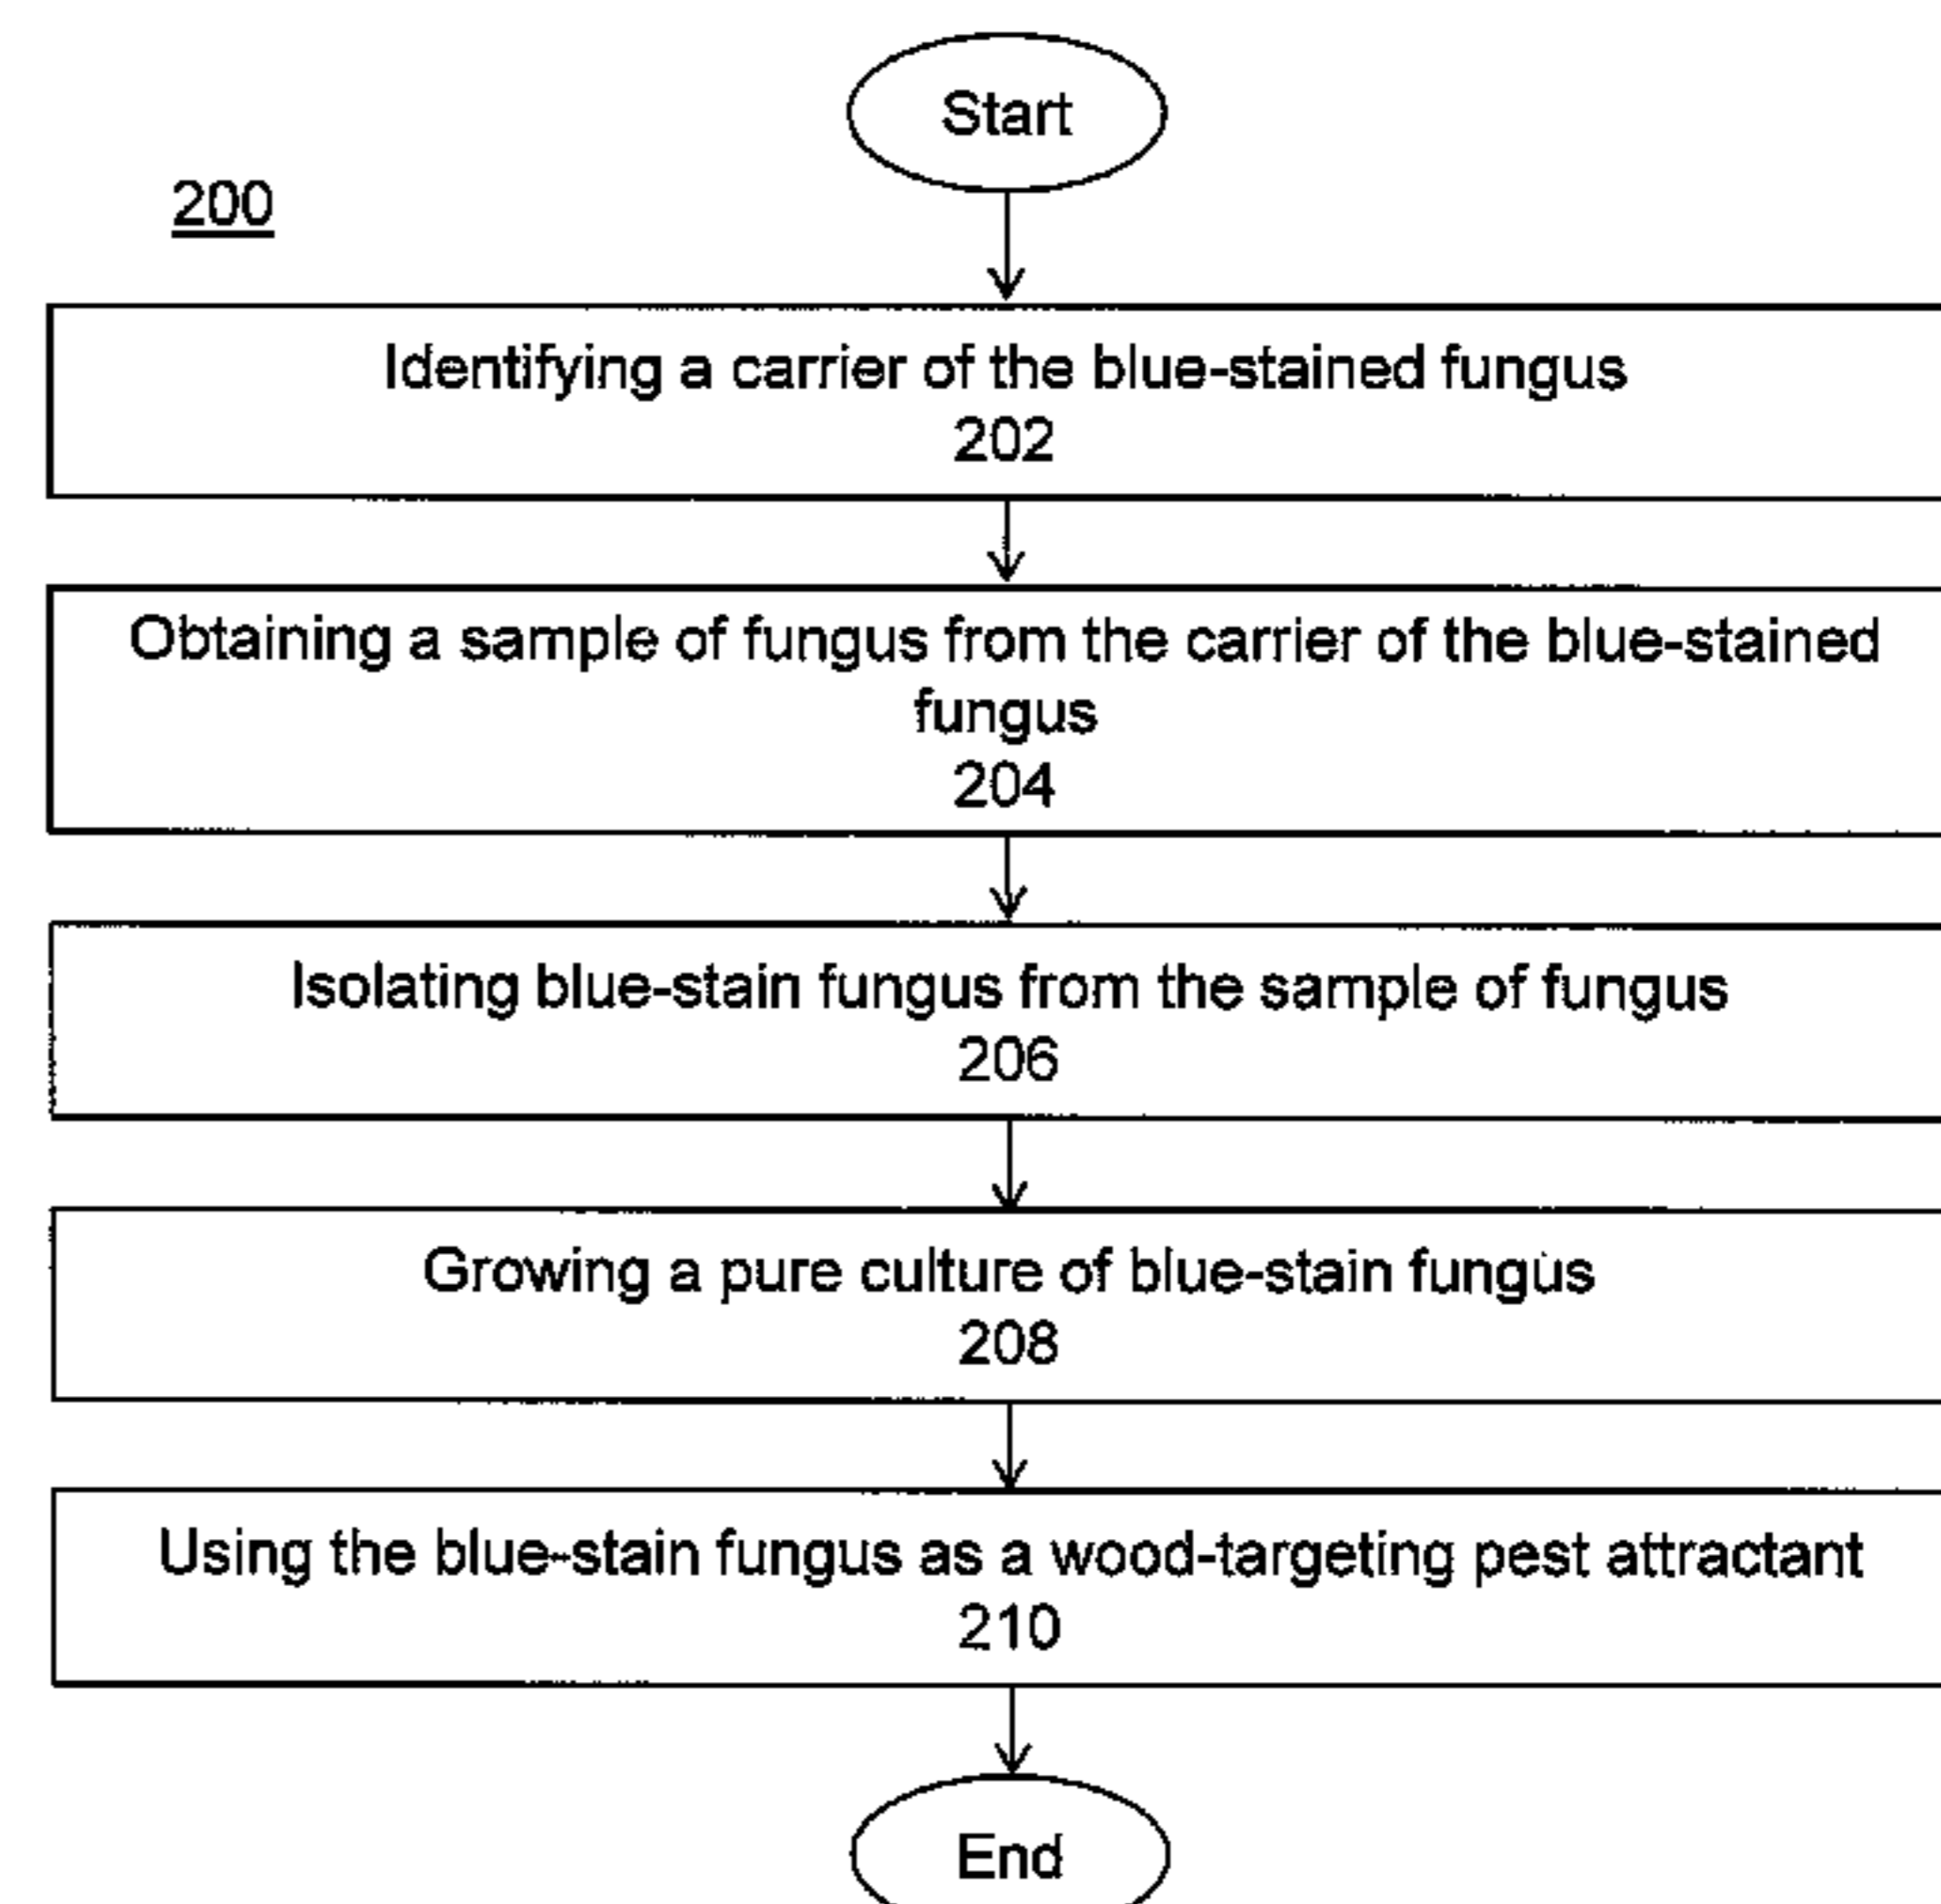 Start
200
Identifying a carrier of the blue-stained fungus
202
Obtaining a sample of fungus from the carrier of the blue-stained
fungus
204
Isolating blue-stain fungus from the sample of fungus
206
Growing a pure culture of blue-stain fungus
208
Using the blue-stain fungus as a wood-targeting pest attractant
210
End